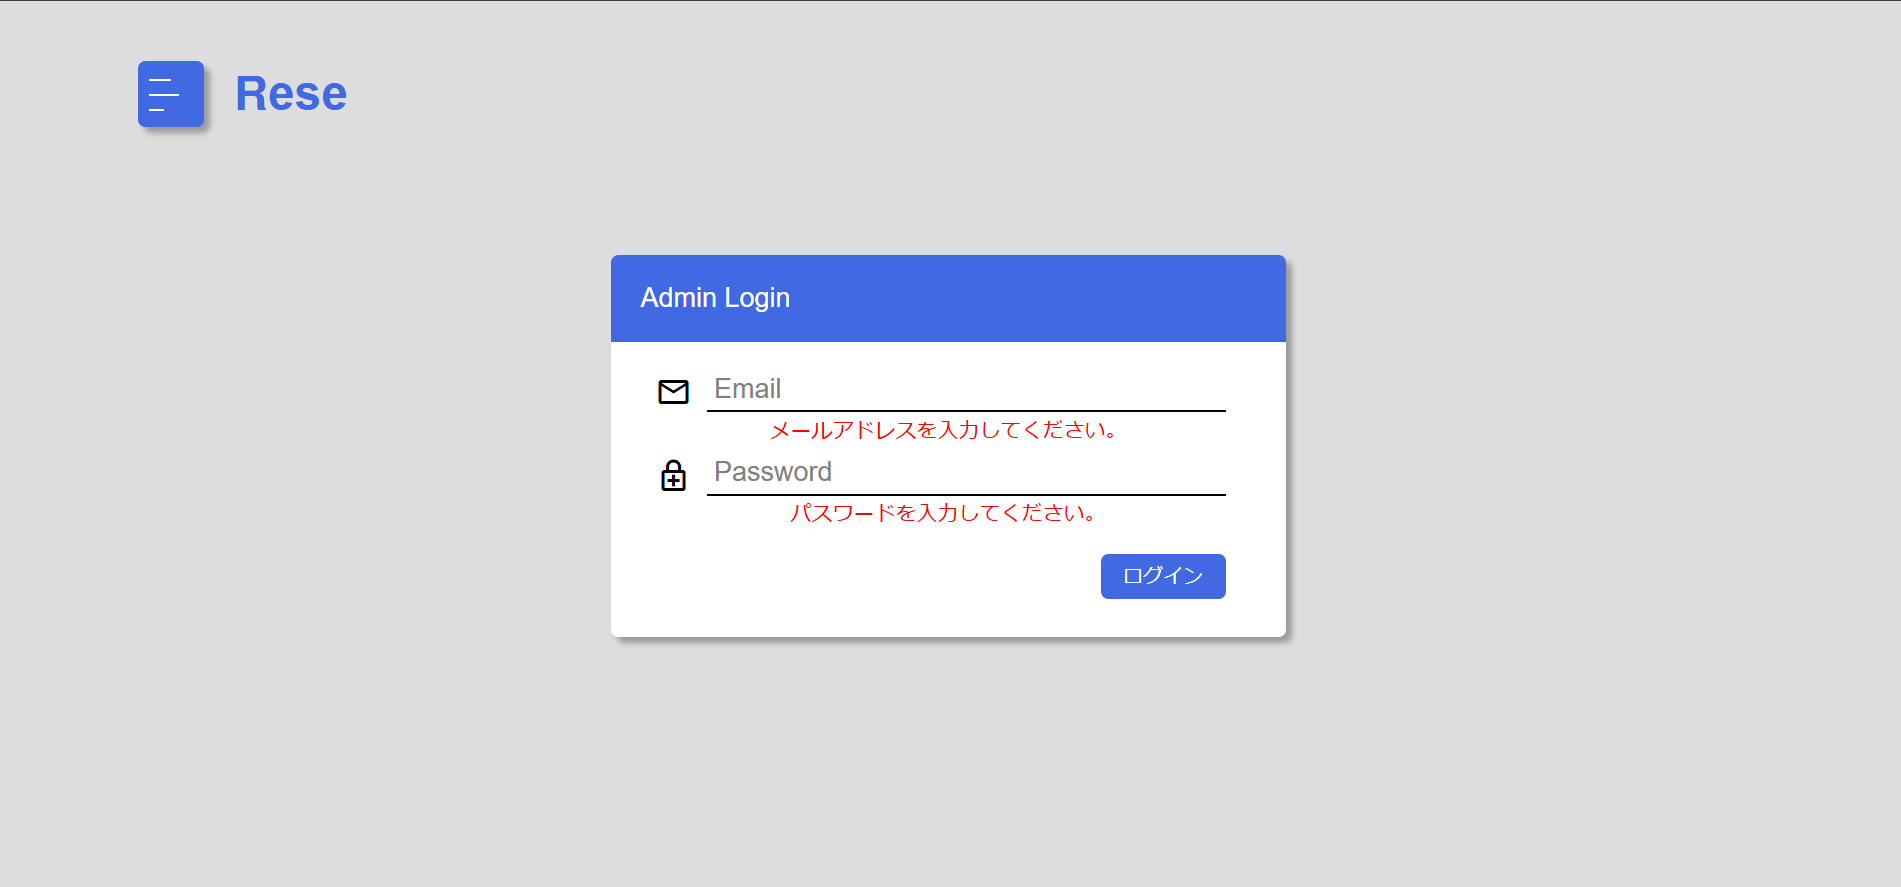 Rese
Admin Login
Email
メールアドレスを入力してください。
Password
パスワードを入力してください。
ログイン